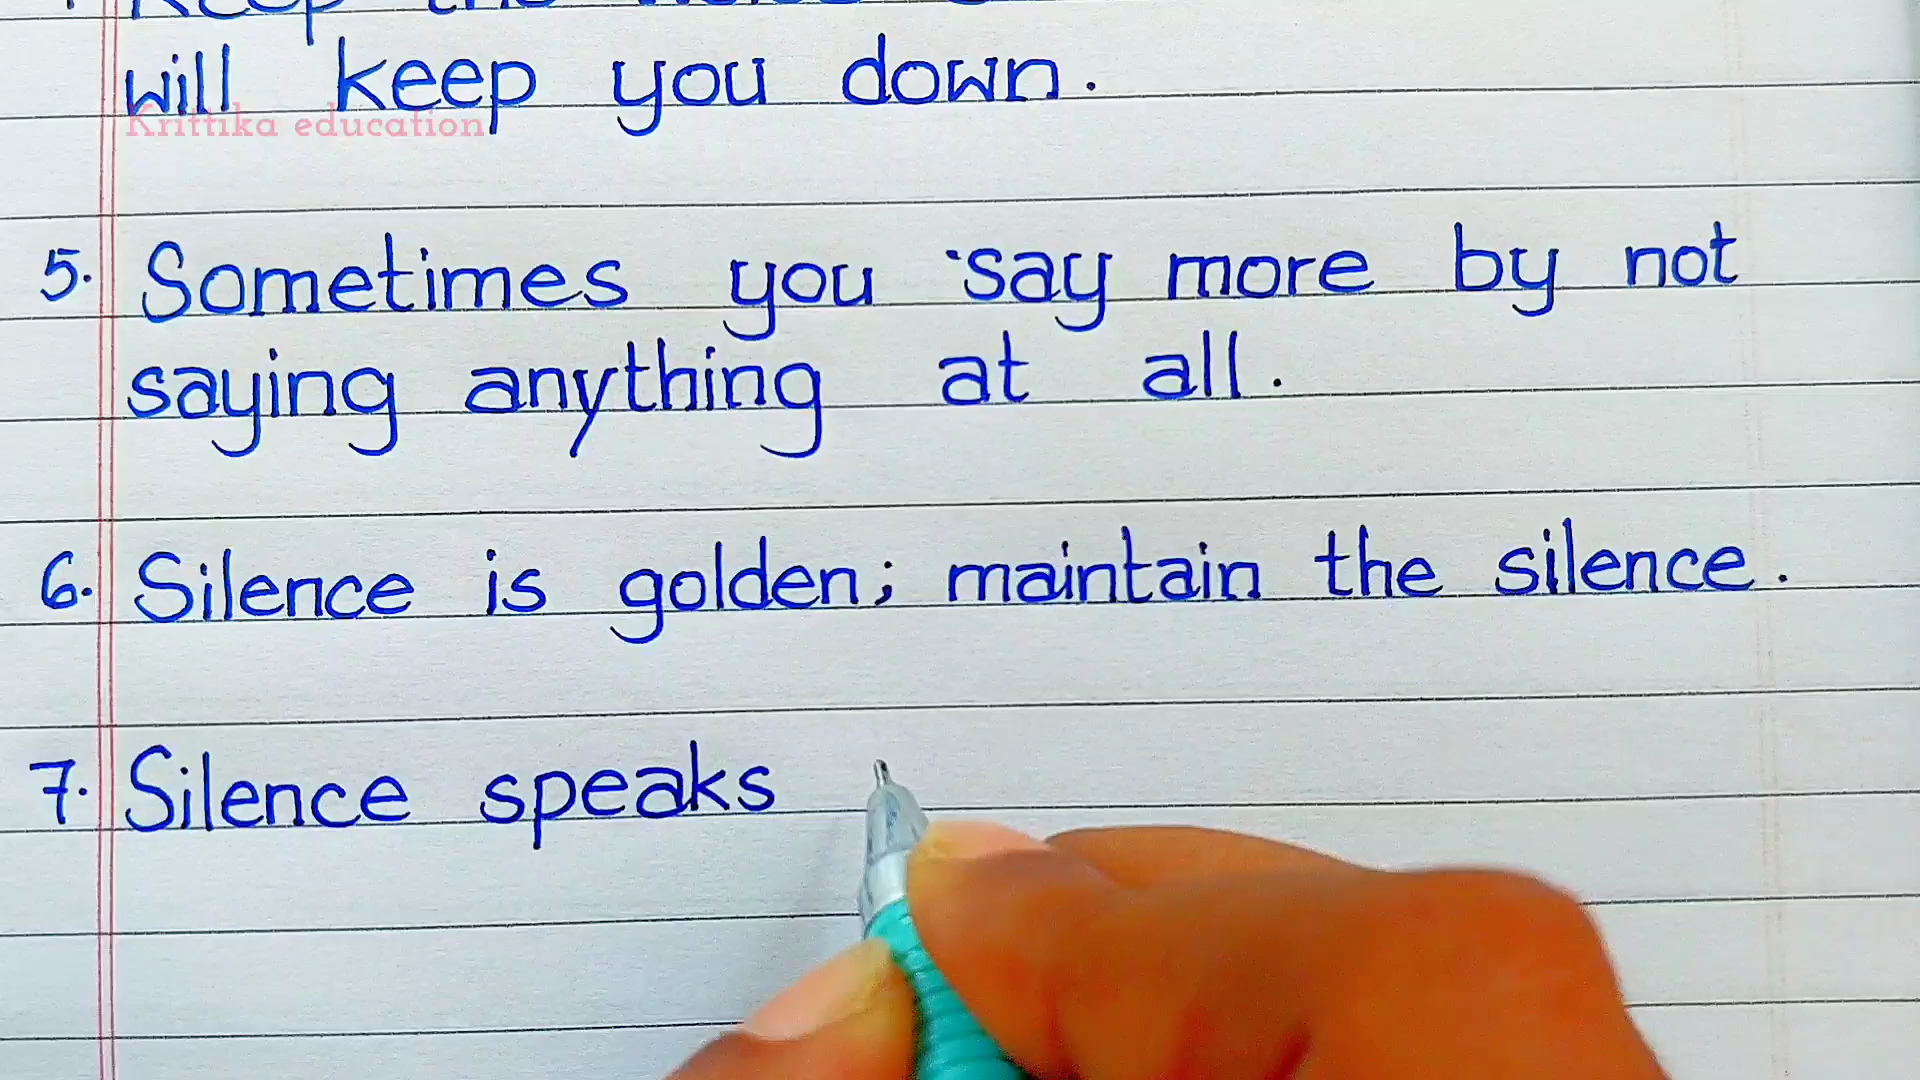 Keep
will keep you down.
Krittika education
5. Sometimes you say more by not
saying anything at all.
6. Silence is golden; maintain the silence.
7. Silence speaks